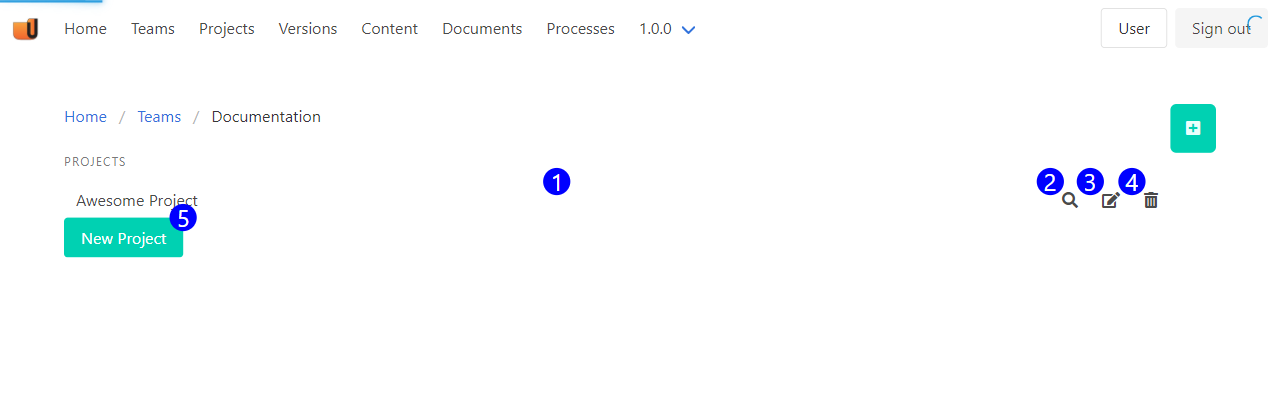 Home Teams Projects Versions Content Documents Processes 1.0.0 User Sign out
Home / Teams / Documentation
PROJECTS
1 2 3 4
Awesome Project
5
New Project